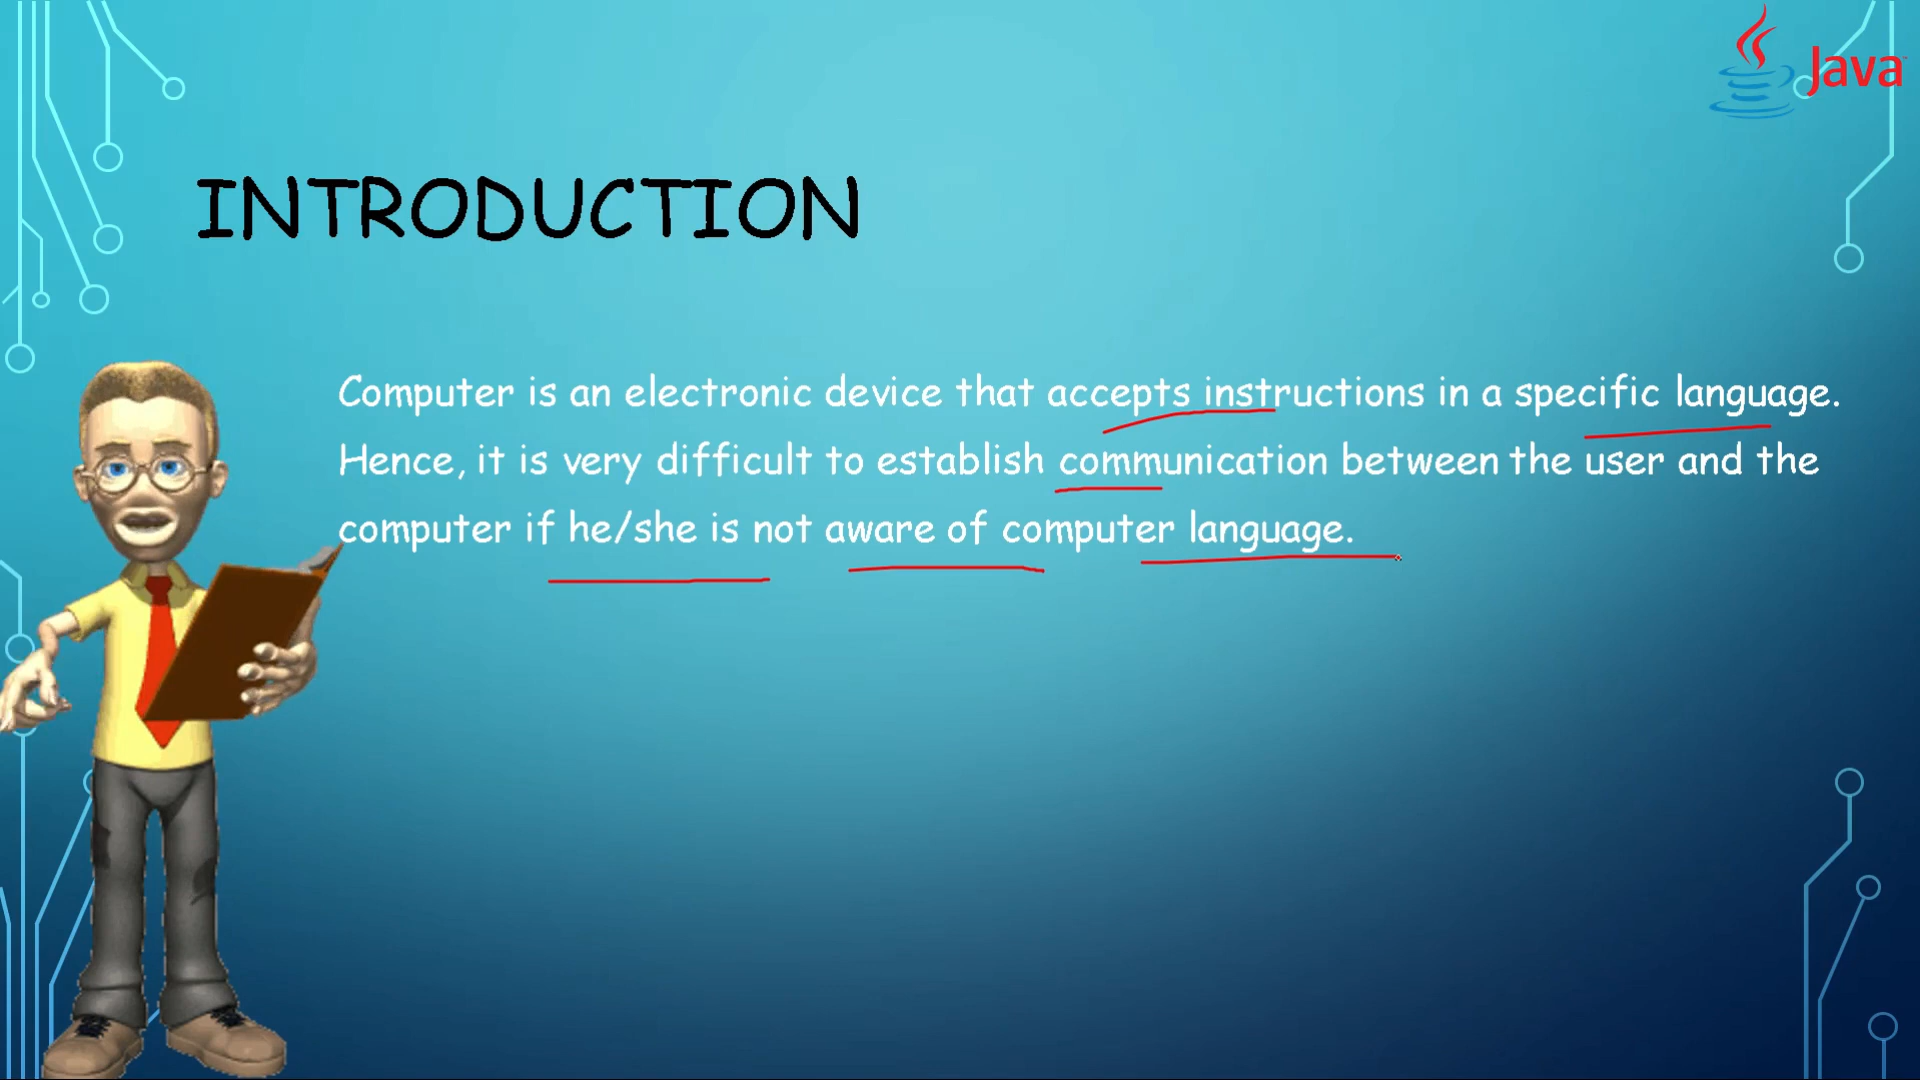 Java
INTRODUCTION
Computer is an electronic device that accepts instructions in a specific language.
Hence, it is very difficult to establish communication between the user and the
computer if he/she is not aware of computer language.